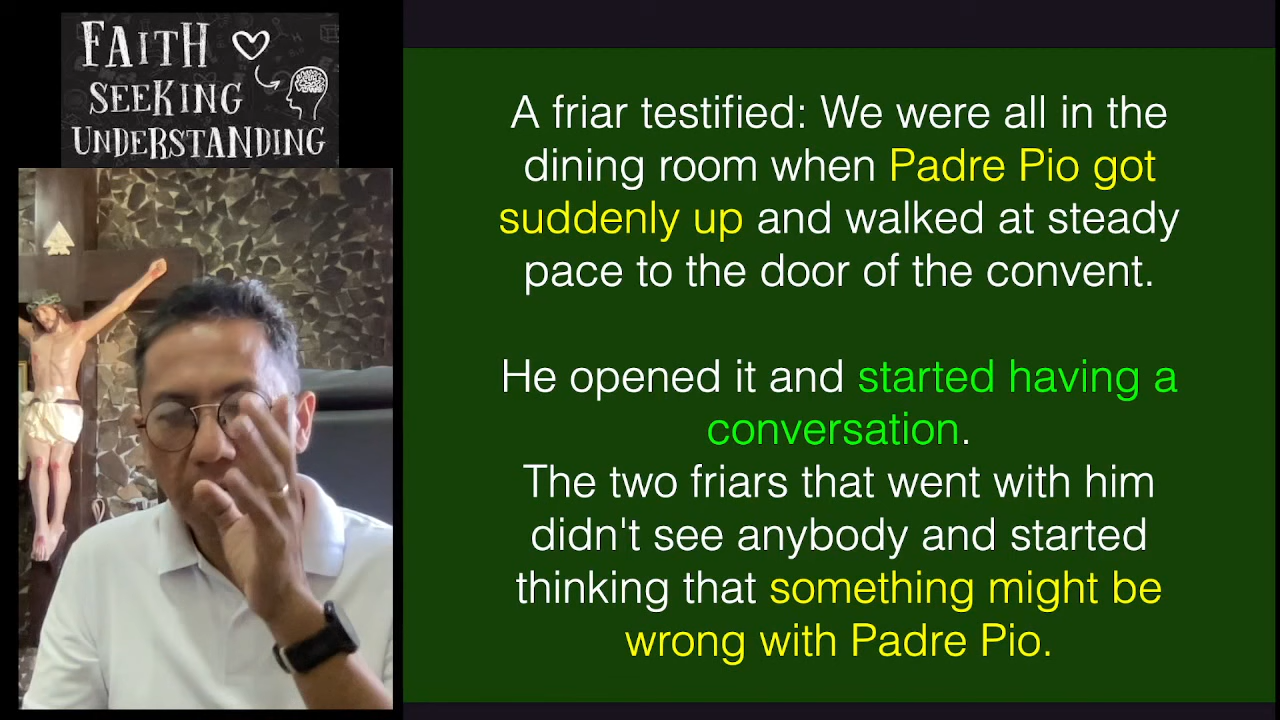 FAITH
SEEKING
UNDERSTANDING
A friar testified: We were all in the
dining room when Padre Pio got
suddenly up and walked at steady
pace to the door of the convent.
He opened it and started having a
conversation.
The two friars that went with him
didn't see anybody and started
thinking that something might be
wrong with Padre Pio.